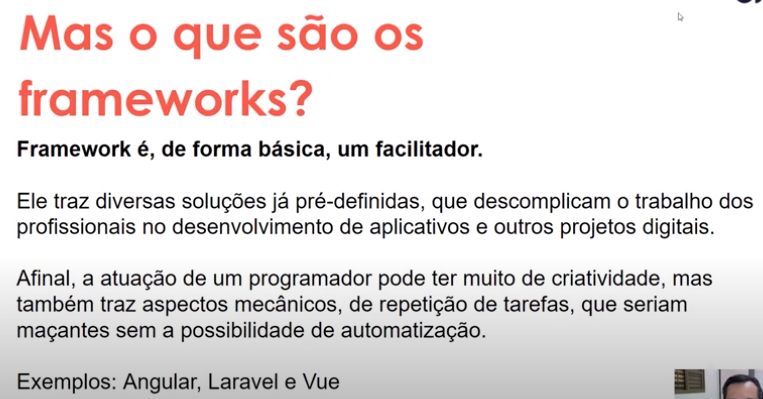 Mas o que são os
frameworks?
Framework é, de forma básica, um facilitador.
Ele traz diversas soluções já pré-definidas, que descomplicam o trabalho dos
profissionais no desenvolvimento de aplicativos e outros projetos digitais.
Afinal, a atuação de um programador pode ter muito de criatividade, mas
também traz aspectos mecânicos, de repetição de tarefas, que seriam
maçantes sem a possibilidade de automatização.
Exemplos: Angular, Laravel e Vue